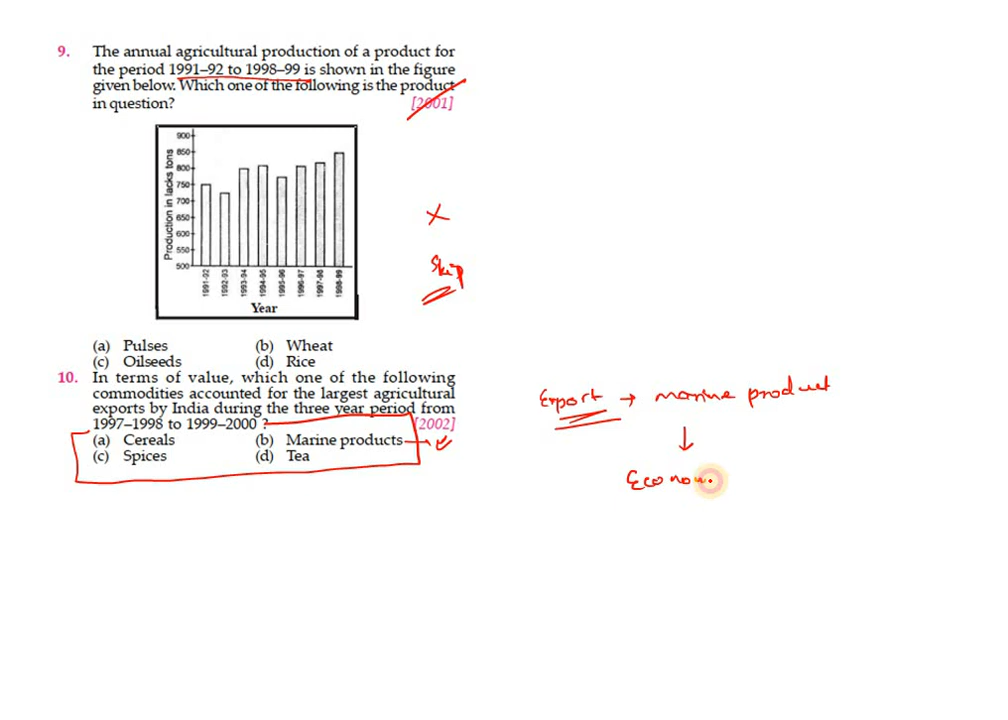 9. The annual agricultural production of a product for
the period 1991–92 to 1998–99 is shown in the figure
given below. Which one of the following is the product
in question? [2001]
900
850
800
750
700
650
600
550
500
Production in lacks tons
1991-92
1992-93
1993-94
1994-95
1995-96
1996-97
1997-98
1998-99
Year
Skip
(a) Pulses (b) Wheat
(c) Oilseeds (d) Rice
10. In terms of value, which one of the following
commodities accounted for the largest agricultural
exports by India during the three year period from
1997–1998 to 1999–2000 ? [2002]
(a) Cereals (b) Marine products
(c) Spices (d) Tea
Export → marine product
↓